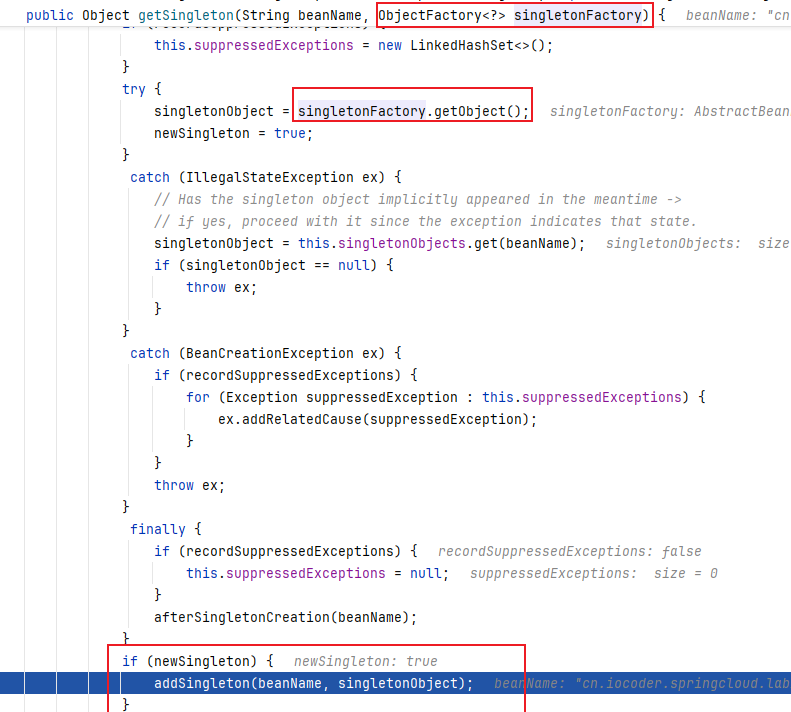 public Object getSingleton(String beanName, ObjectFactory<?> singletonFactory) {   beanName: "cn
this.suppressedExceptions = new LinkedHashSet<>();
}
try {
singletonObject = singletonFactory.getObject();   singletonFactory: AbstractBean
newSingleton = true;
}
catch (IllegalStateException ex) {
// Has the singleton object implicitly appeared in the meantime ->
// if yes, proceed with it since the exception indicates that state.
singletonObject = this.singletonObjects.get(beanName);   singletonObjects:  size
if (singletonObject == null) {
throw ex;
}
}
catch (BeanCreationException ex) {
if (recordSuppressedExceptions) {
for (Exception suppressedException : this.suppressedExceptions) {
ex.addRelatedCause(suppressedException);
}
}
throw ex;
}
finally {
if (recordSuppressedExceptions) {   recordSuppressedExceptions: false
this.suppressedExceptions = null;   suppressedExceptions:  size = 0
}
afterSingletonCreation(beanName);
}
if (newSingleton) {   newSingleton: true
addSingleton(beanName, singletonObject);   beanName: "cn.iocoder.springcloud.lab
}